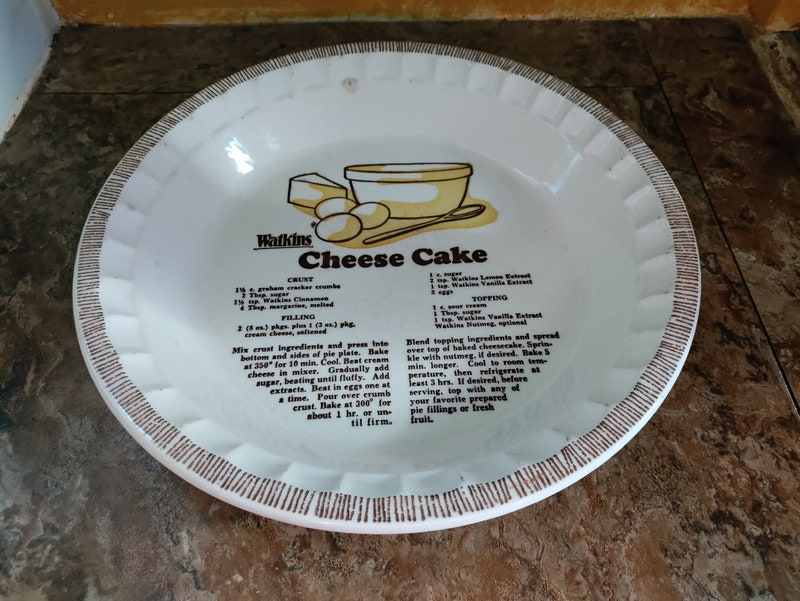 Watkins
Cheese Cake
CRUST
1½ c. graham cracker crumbs
2 Tbsp. sugar
1½ tsp. Watkins Cinnamon
4 Tbsp. margarine, melted
FILLING
2 (8 oz.) pkgs. plus 1 (3 oz.) pkg,
cream cheese, softened
1 c. sugar
2 tsp. Watkins Lemon Extract
1 tsp. Watkins Vanilla Extract
3 eggs
TOPPING
1 c. sour cream
1 Tbsp. sugar
1 tsp. Watkins Vanilla Extract
Watkins Nutmeg, optional
Mix crust ingredients and press into
bottom and sides of pie plate. Bake
at 350° for 10 min. Cool. Beat cream
cheese in mixer. Gradually add
sugar, beating until fluffy. Add
extracts. Beat in eggs one at
a time. Pour over crumb
crust. Bake at 300° for
about 1 hr. or un-
til firm.
Blend topping ingredients and spread
over top of baked cheesecake. Sprin-
kle with nutmeg, if desired. Bake 5
min. longer. Cool to room tem-
perature, then refrigerate at
least 3 hrs. If desired, before
serving, top with any of
your favorite prepared
pie fillings or fresh
fruit.